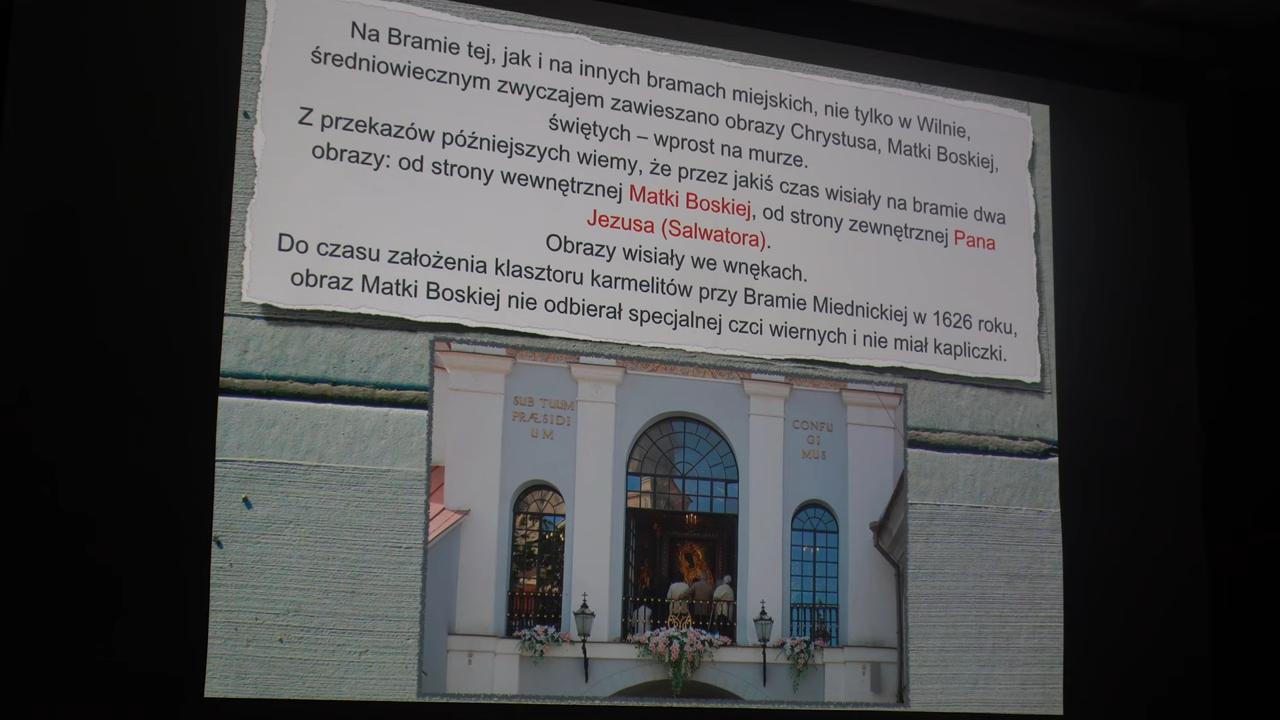 Na Bramie tej, jak i na innych bramach miejskich, nie tylko w Wilnie,
średniowiecznym zwyczajem zawieszano obrazy Chrystusa, Matki Boskiej,
świętych – wprost na murze.
Z przekazów późniejszych wiemy, że przez jakiś czas wisiały na bramie dwa
obrazy: od strony wewnętrznej Matki Boskiej, od strony zewnętrznej Pana
Jezusa (Salwatora).
Obrazy wisiały we wnękach.
Do czasu założenia klasztoru karmelitów przy Bramie Miednickiej w 1626 roku,
obraz Matki Boskiej nie odbierał specjalnej czci wiernych i nie miał kapliczki.
SUB TUUM
PRÆSIDI
UM
CONFU
GI
MUS